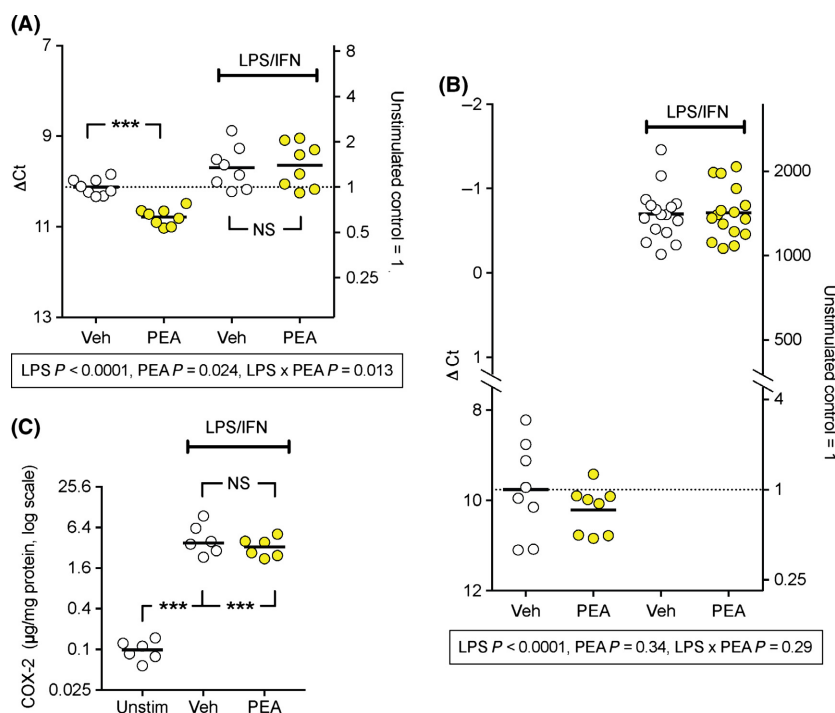 (A)
LPS/IFN
***
NS
ΔCt
7
9
11
13
8
4
2
1
0.5
0.25
Unstimulated control = 1
Veh PEA Veh PEA
LPS P < 0.0001, PEA P = 0.024, LPS x PEA P = 0.013
(B)
LPS/IFN
Δ Ct
–2
–1
0
1
8
10
12
2000
1000
500
4
1
0.25
Unstimulated control = 1
Veh PEA Veh PEA
LPS P < 0.0001, PEA P = 0.34, LPS x PEA P = 0.29
(C)
LPS/IFN
NS
*** ***
COX-2 (µg/mg protein, log scale)
25.6
6.4
1.6
0.4
0.1
0.025
Unstim Veh PEA